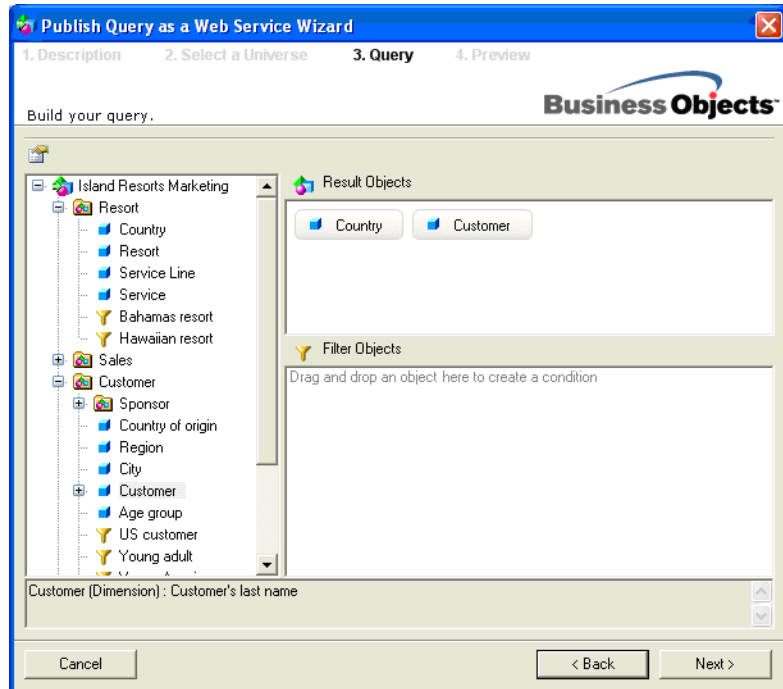 Publish Query as a Web Service Wizard
1. Description 2. Select a Universe 3. Query 4. Preview
Build your query.
Business Objects
Island Resorts Marketing
Resort
Country
Resort
Service Line
Service
Bahamas resort
Hawaiian resort
Sales
Customer
Sponsor
Country of origin
Region
City
Customer
Age group
US customer
Young adult
Result Objects
Country Customer
Filter Objects
Drag and drop an object here to create a condition
Customer (Dimension) : Customer's last name
Cancel < Back Next >